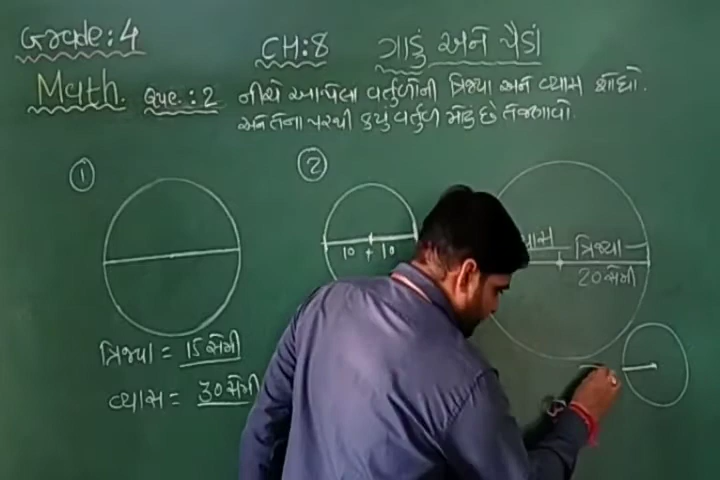 Grade:4
CH:8 ગાડું અને પૈડાં
Math.
Que.:2 નીચે આપેલા વર્તુળોની ત્રિજ્યા અને વ્યાસ શોધો.
અને તેના પરથી કયું વર્તુળ મોટું છે તે જણાવો.
①
②
10 + 10
ત્રિજ્યા
20 સેમી
ત્રિજ્યા = 15 સેમી
વ્યાસ = 30 સેમી